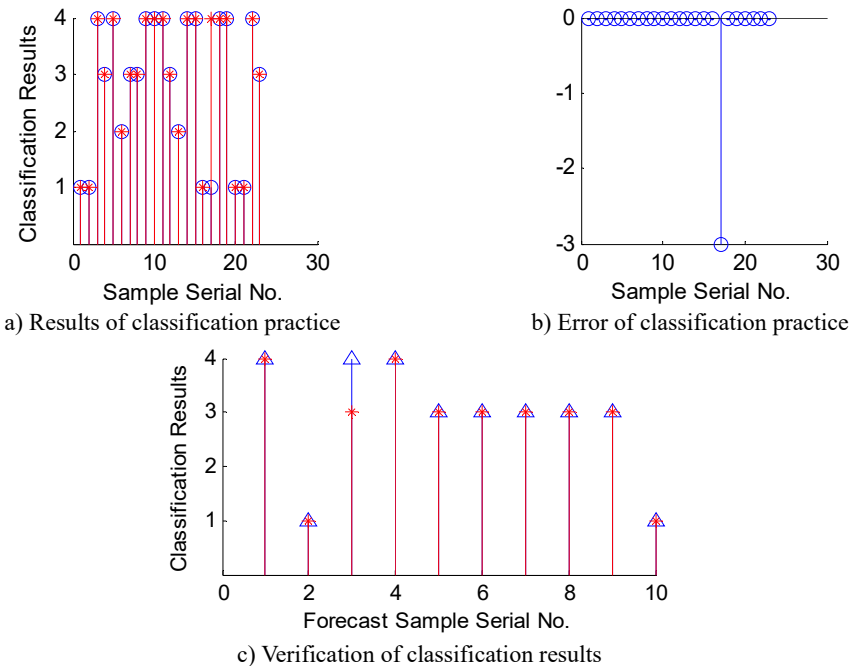 Classification Results
4
3
2
1
0 10 20 30
Sample Serial No.
a) Results of classification practice
0
-1
-2
-3
0 10 20 30
Sample Serial No.
b) Error of classification practice
Classification Results
4
3
2
1
0 2 4 6 8 10
Forecast Sample Serial No.
c) Verification of classification results